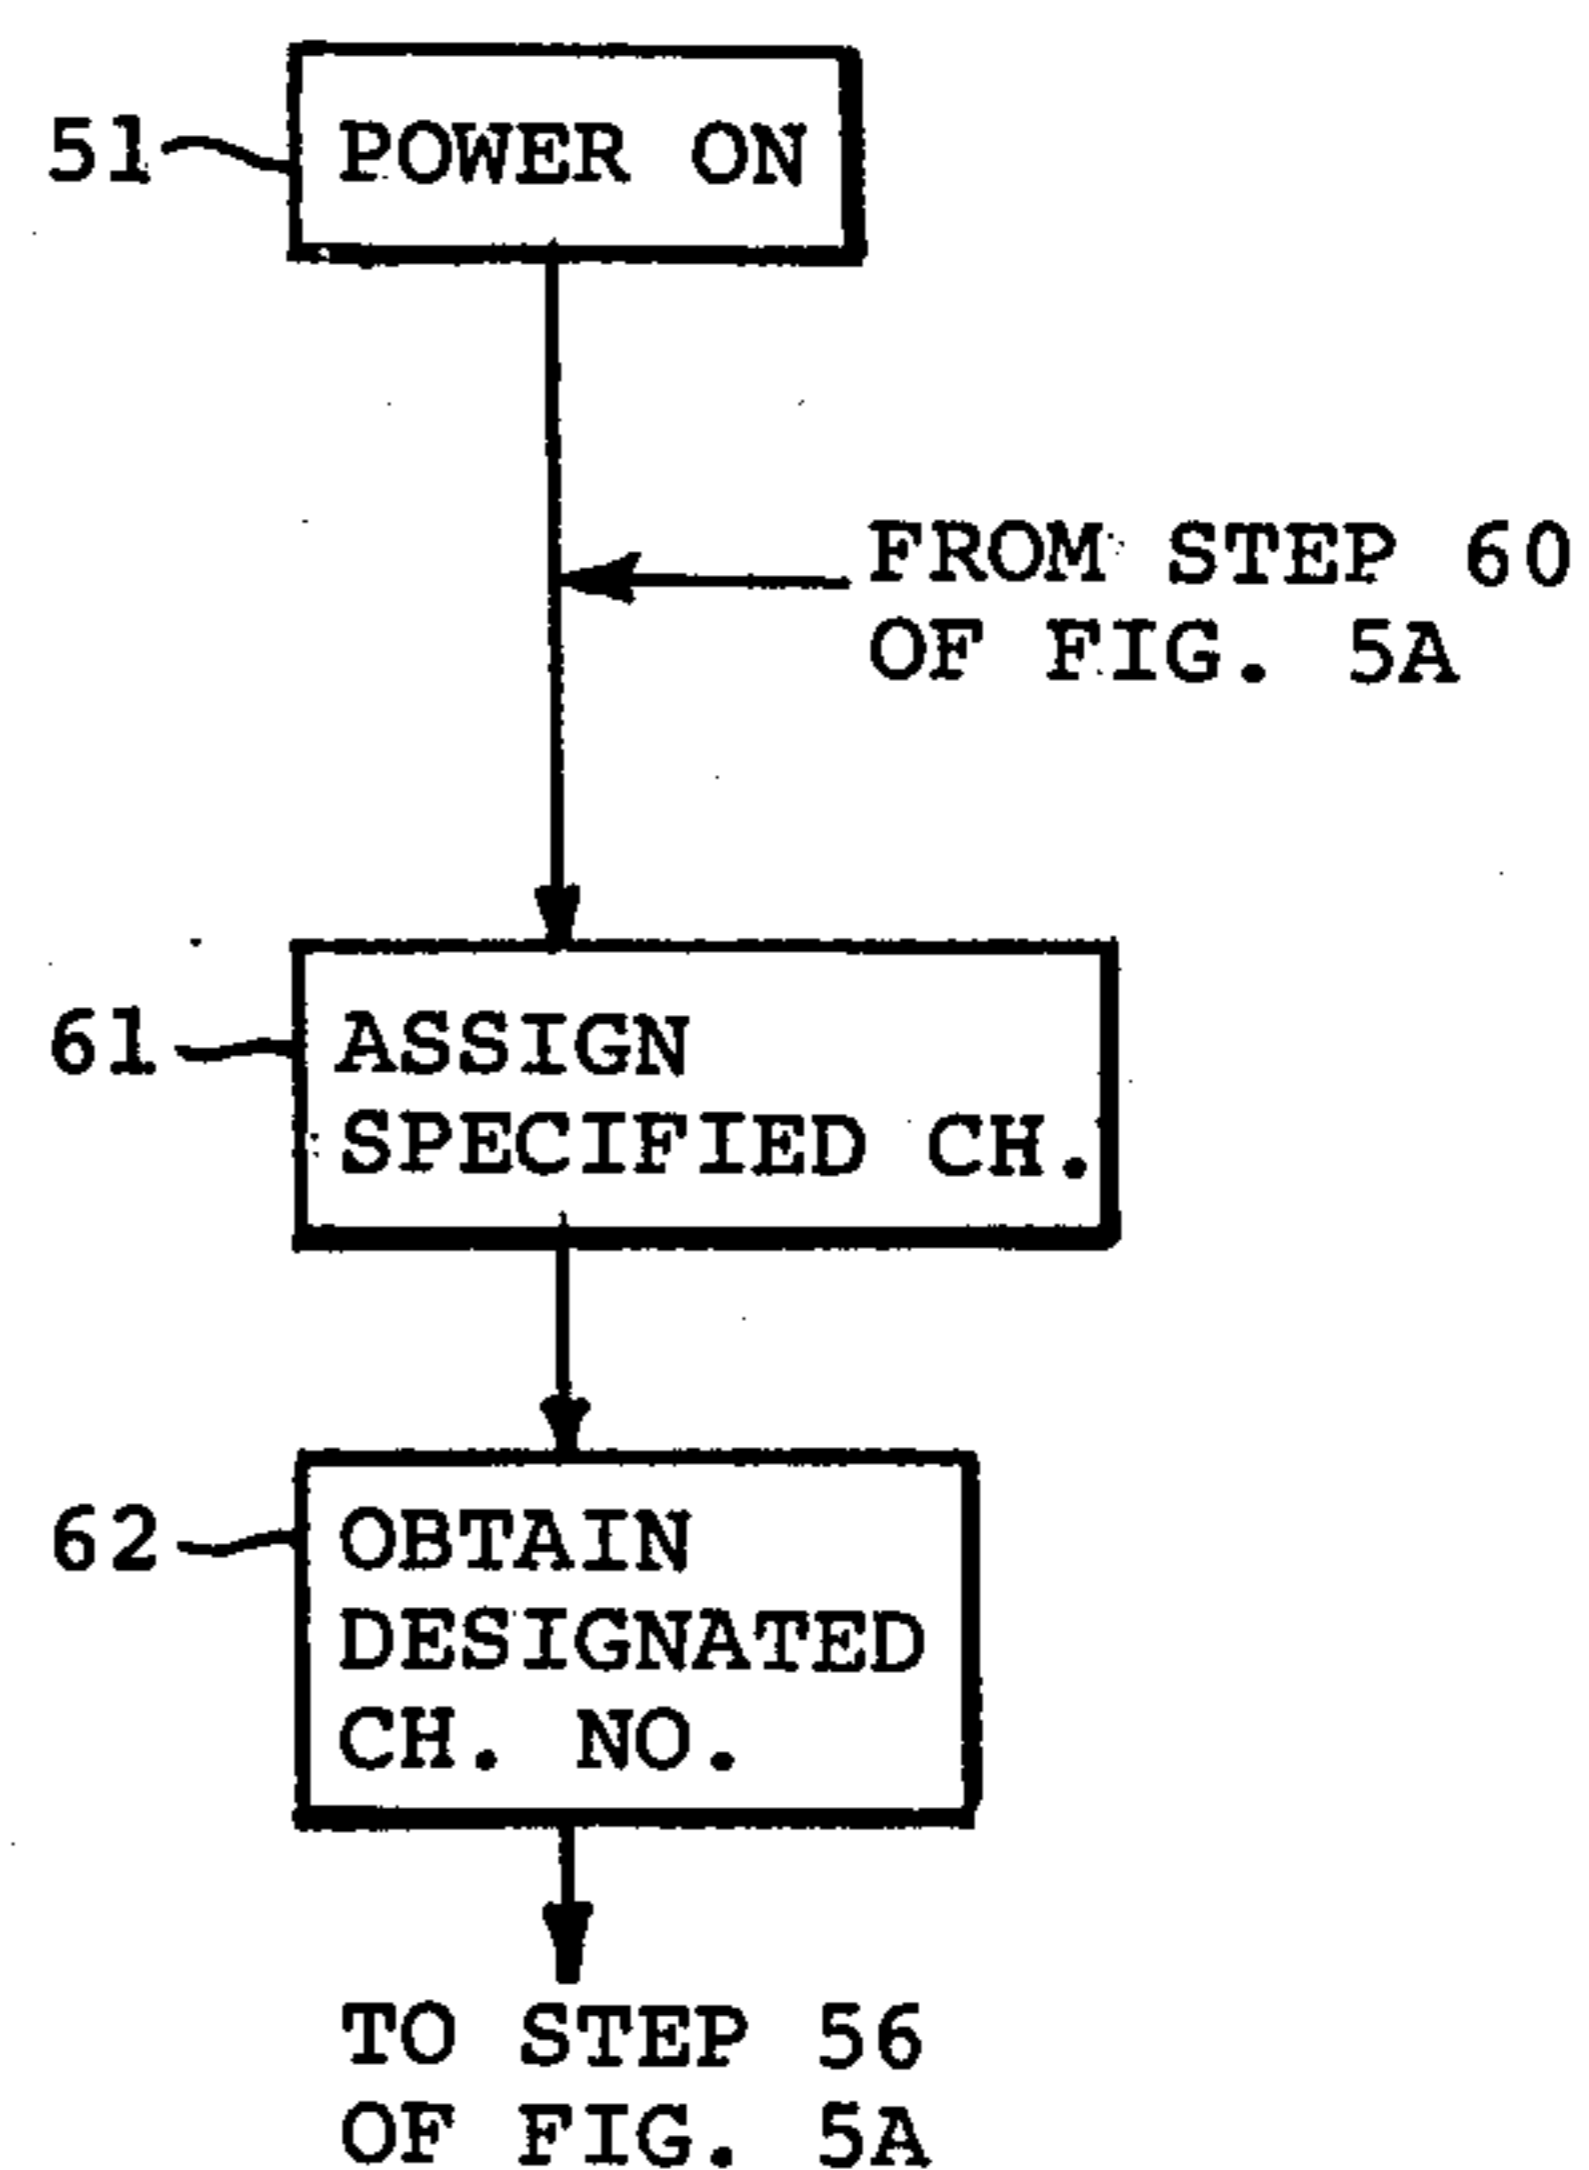 51
POWER ON
FROM STEP 60
OF FIG. 5A
61
ASSIGN
SPECIFIED CH.
62
OBTAIN
DESIGNATED
CH. NO.
TO STEP 56
OF FIG. 5A